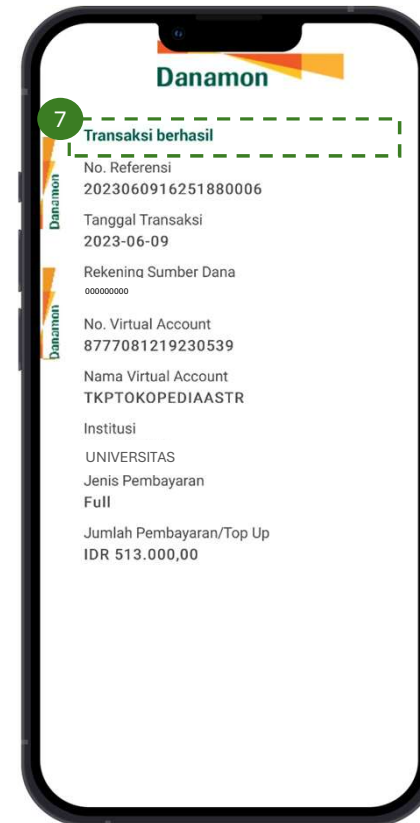 Danamon
7
Transaksi berhasil
No. Referensi
2023060916251880006
Tanggal Transaksi
2023-06-09
Rekening Sumber Dana
000000000
No. Virtual Account
8777081219230539
Nama Virtual Account
TKPTOKOPEDIAASTR
Institusi
UNIVERSITAS
Jenis Pembayaran
Full
Jumlah Pembayaran/Top Up
IDR 513.000,00
Danamon
Danamon